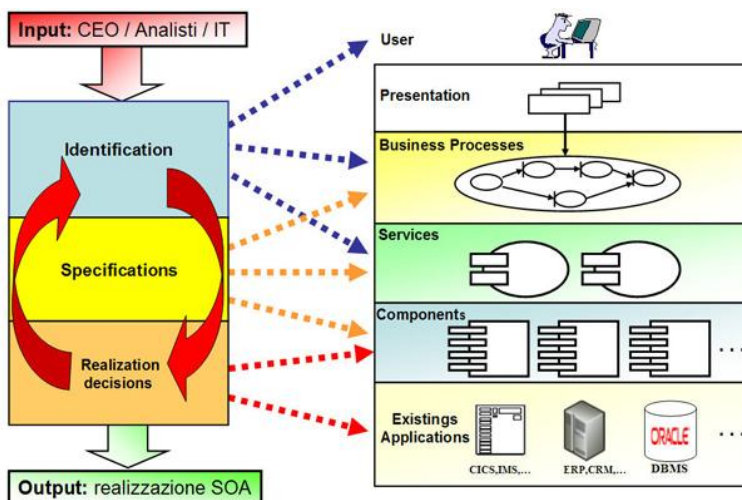 Input: CEO / Analisti / IT
Identification
Specifications
Realization
decisions
Output: realizzazione SOA
User
Presentation
Business Processes
Services
Components
...
Existings
Applications
CICS,IMS,...
ERP,CRM,...
ORACLE
DBMS
...